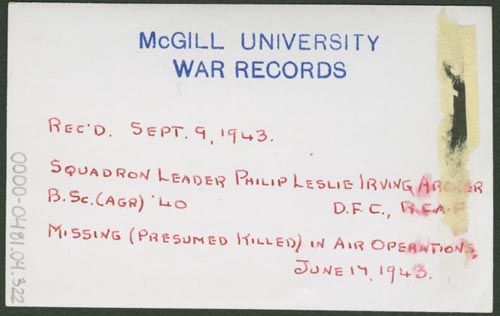 McGILL UNIVERSITY
WAR RECORDS
REC'D. SEPT. 9, 1943.
SQUADRON LEADER PHILIP LESLIE IRVING ARCHER
B.SC.(AGR) '40 D.F.C., R.C.A.F.
MISSING (PRESUMED KILLED) IN AIR OPERATIONS,
JUNE 17, 1943.
0000-0481.04.322